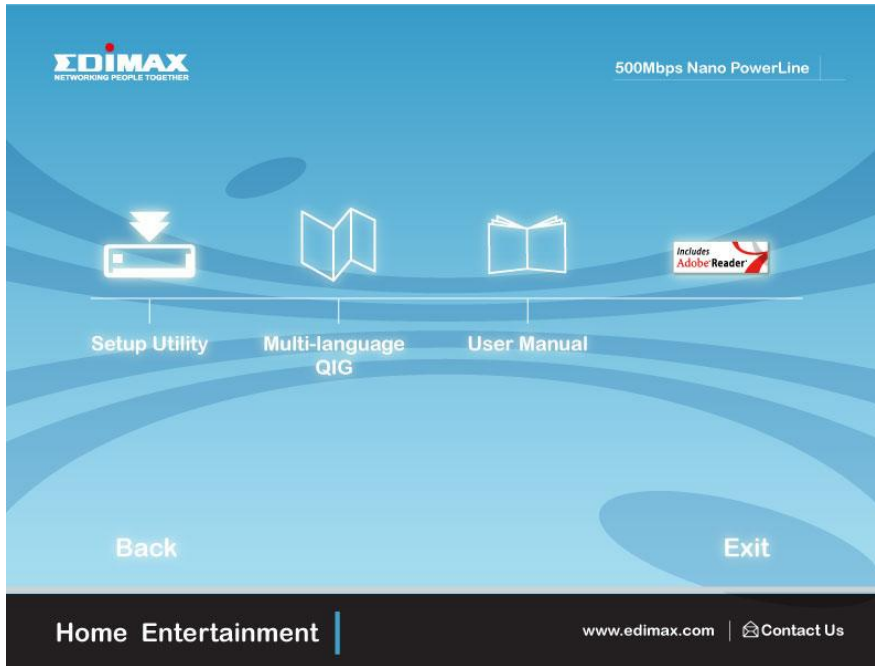 EDIMAX
NETWORKING PEOPLE TOGETHER
500Mbps Nano PowerLine
Includes
Adobe Reader
Setup Utility
Multi-language
QIG
User Manual
Back
Exit
Home Entertainment
www.edimax.com
Contact Us